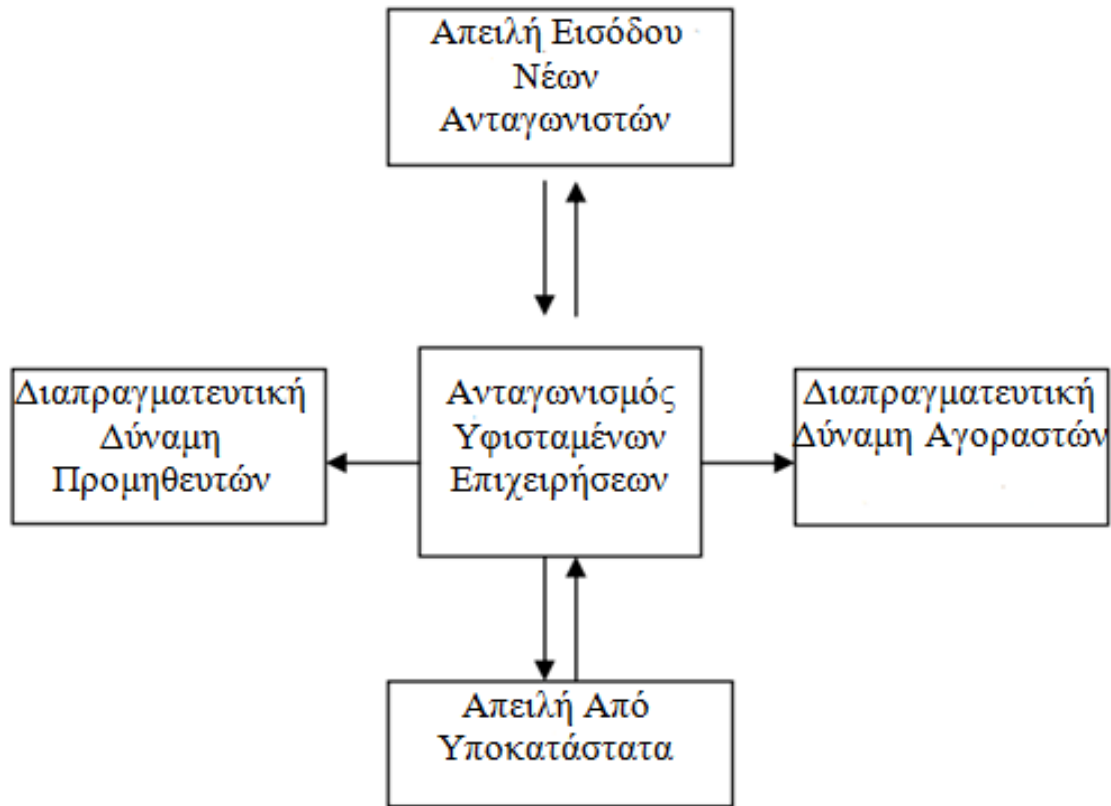 Απειλή Εισόδου
Νέων
Ανταγωνιστών
Διαπραγματευτική
Δύναμη
Προμηθευτών
Ανταγωνισμός
Υφισταμένων
Επιχειρήσεων
Διαπραγματευτική
Δύναμη Αγοραστών
Απειλή Από
Υποκατάστατα